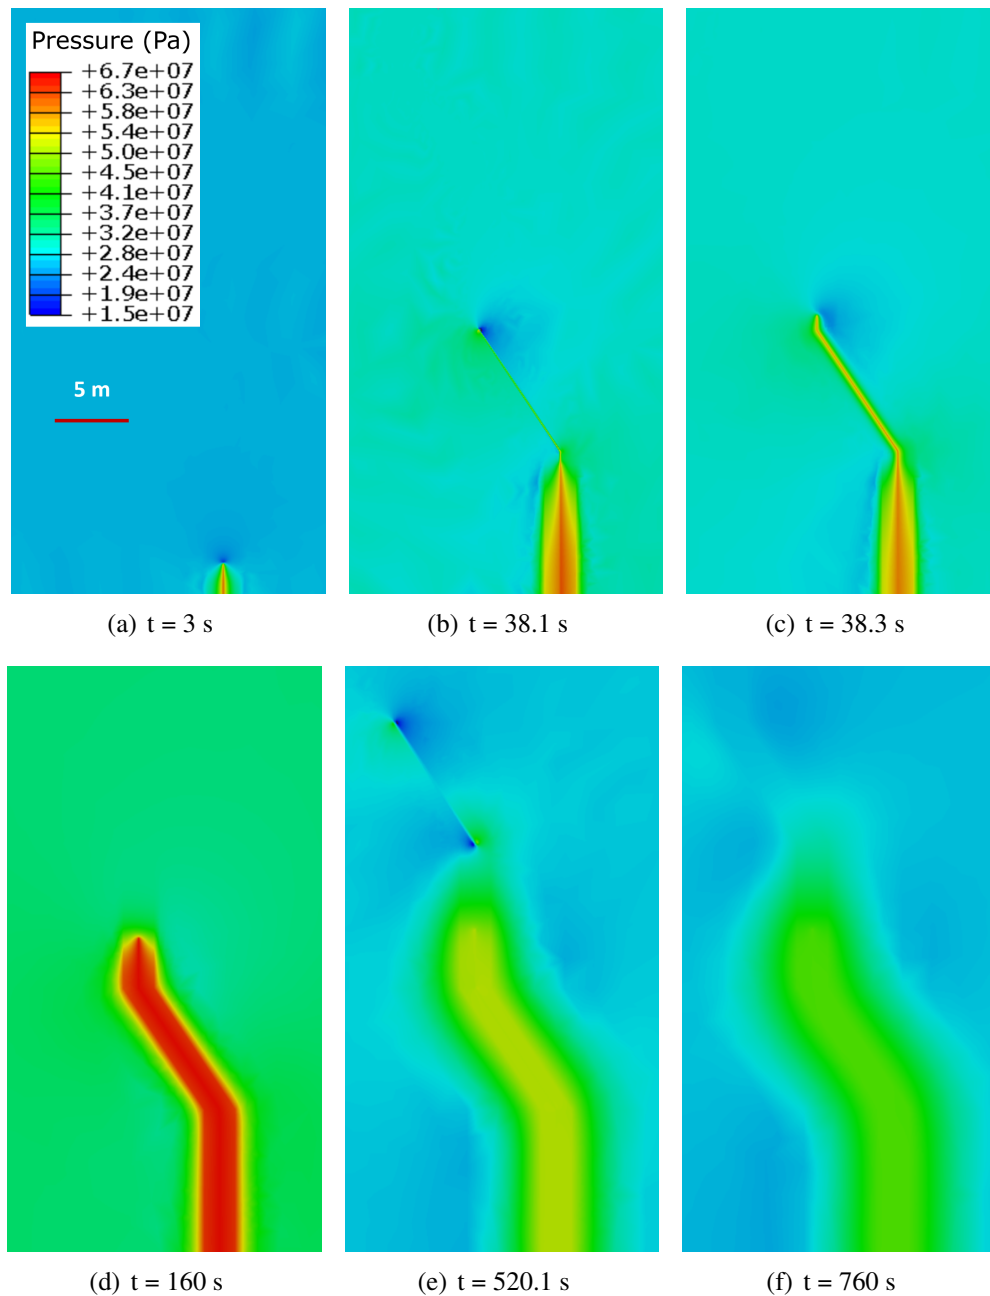 Pressure (Pa)
+6.7e+07
+6.3e+07
+5.8e+07
+5.4e+07
+5.0e+07
+4.5e+07
+4.1e+07
+3.7e+07
+3.2e+07
+2.8e+07
+2.4e+07
+1.9e+07
+1.5e+07
5 m
(a) t = 3 s
(b) t = 38.1 s
(c) t = 38.3 s
(d) t = 160 s
(e) t = 520.1 s
(f) t = 760 s